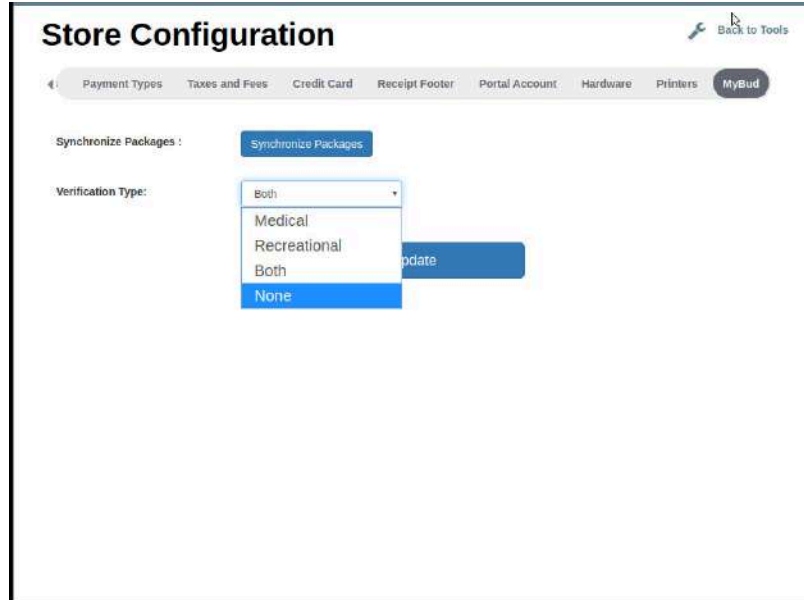 Store Configuration
Back to Tools
Payment Types Taxes and Fees Credit Card Receipt Footer Portal Account Hardware Printers MyBud
Synchronize Packages : Synchronize Packages
Verification Type: Both
Medical
Recreational
Both
pdate
None